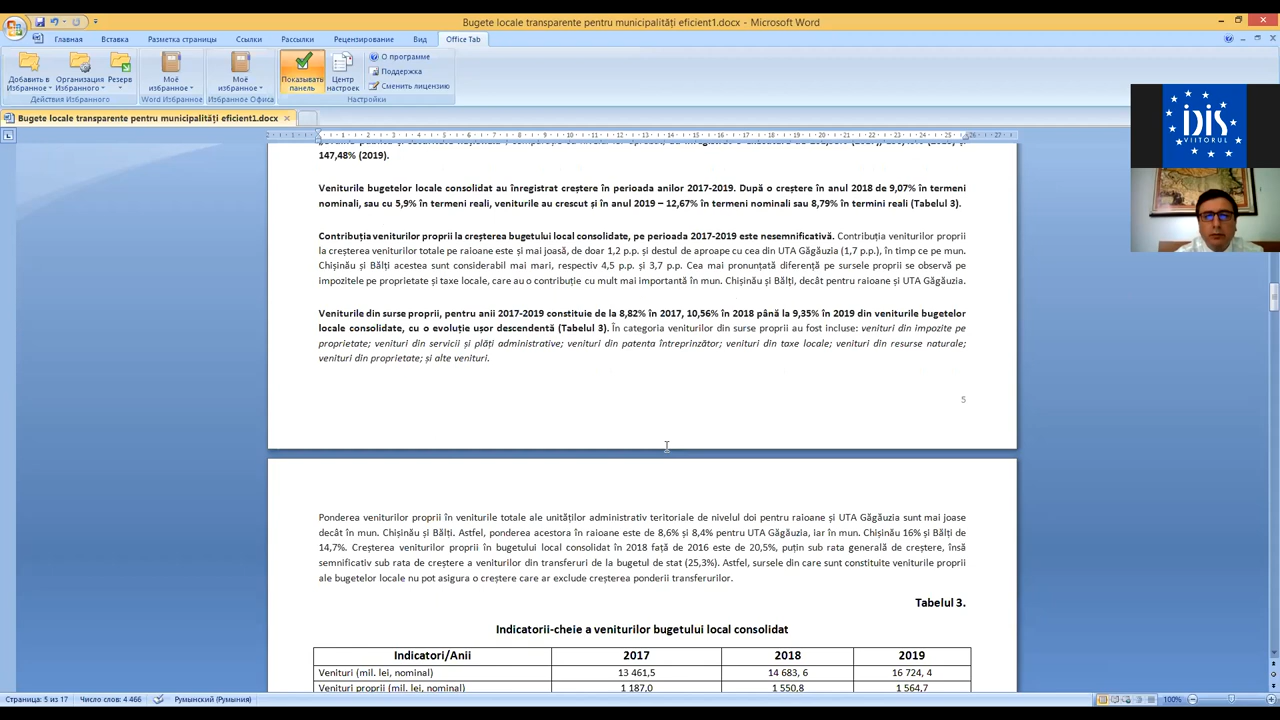 Bugete locale transparente pentru municipalități eficient1.docx - Microsoft Word
Главная Вставка Разметка страницы Ссылки Рассылки Рецензирование Вид Office Tab
Добавить в Избранное
Организация Избранного
Резерв
Моё избранное
Моё избранное
Показывать панель
Центр настроек
О программе
Поддержка
Сменить лицензию
Действия Избранного Word Избранное Избранное Офиса Настройки
Bugete locale transparente pentru municipalități eficient1.docx
IDIS
VIITORUL
147,48% (2019).
Veniturile bugetelor locale consolidat au înregistrat creștere în perioada anilor 2017-2019. După o creștere în anul 2018 de 9,07% în termeni
nominali, sau cu 5,9% în termeni reali, veniturile au crescut și în anul 2019 – 12,67% în termeni nominali sau 8,79% în termini reali (Tabelul 3).
Contribuția veniturilor proprii la creșterea bugetului local consolidate, pe perioada 2017-2019 este nesemnificativă. Contribuția veniturilor proprii
la creșterea veniturilor totale pe raioane este și mai joasă, de doar 1,2 p.p. și destul de aproape cu cea din UTA Găgăuzia (1,7 p.p.), în timp ce pe mun.
Chișinău și Bălți acestea sunt considerabil mai mari, respectiv 4,5 p.p. și 3,7 p.p. Cea mai pronunțată diferență pe sursele proprii se observă pe
impozitele pe proprietate și taxe locale, care au o contribuție cu mult mai importantă în mun. Chișinău și Bălți, decât pentru raioane și UTA Găgăuzia.
Veniturile din surse proprii, pentru anii 2017-2019 constituie de la 8,82% în 2017, 10,56% în 2018 până la 9,35% în 2019 din veniturile bugetelor
locale consolidate, cu o evoluție ușor descendentă (Tabelul 3). În categoria veniturilor din surse proprii au fost incluse: venituri din impozite pe
proprietate; venituri din servicii și plăți administrative; venituri din patenta întreprinzător; venituri din taxe locale; venituri din resurse naturale;
venituri din proprietate; și alte venituri.
5
Ponderea veniturilor proprii în veniturile totale ale unităților administrativ teritoriale de nivelul doi pentru raioane și UTA Găgăuzia sunt mai joase
decât în mun. Chișinău și Bălți. Astfel, ponderea acestora în raioane este de 8,6% și 8,4% pentru UTA Găgăuzia, iar în mun. Chișinău 16% și Bălți de
14,7%. Creșterea veniturilor proprii în bugetului local consolidat în 2018 față de 2016 este de 20,5%, puțin sub rata generală de creștere, însă
semnificativ sub rata de creștere a veniturilor din transferuri de la bugetul de stat (25,3%). Astfel, sursele din care sunt constituite veniturile proprii
ale bugetelor locale nu pot asigura o creștere care ar exclude creșterea ponderii transferurilor.
Tabelul 3.
Indicatorii-cheie a veniturilor bugetului local consolidat
Indicatori/Anii 2017 2018 2019
Venituri (mil. lei, nominal) 13 461,5 14 683, 6 16 724, 4
Venituri proprii (mil. lei, nominal) 1 187,0 1 550,8 1 564,7
Страница: 5 из 17 Число слов: 4 466 Румынский (Румыния) 100%